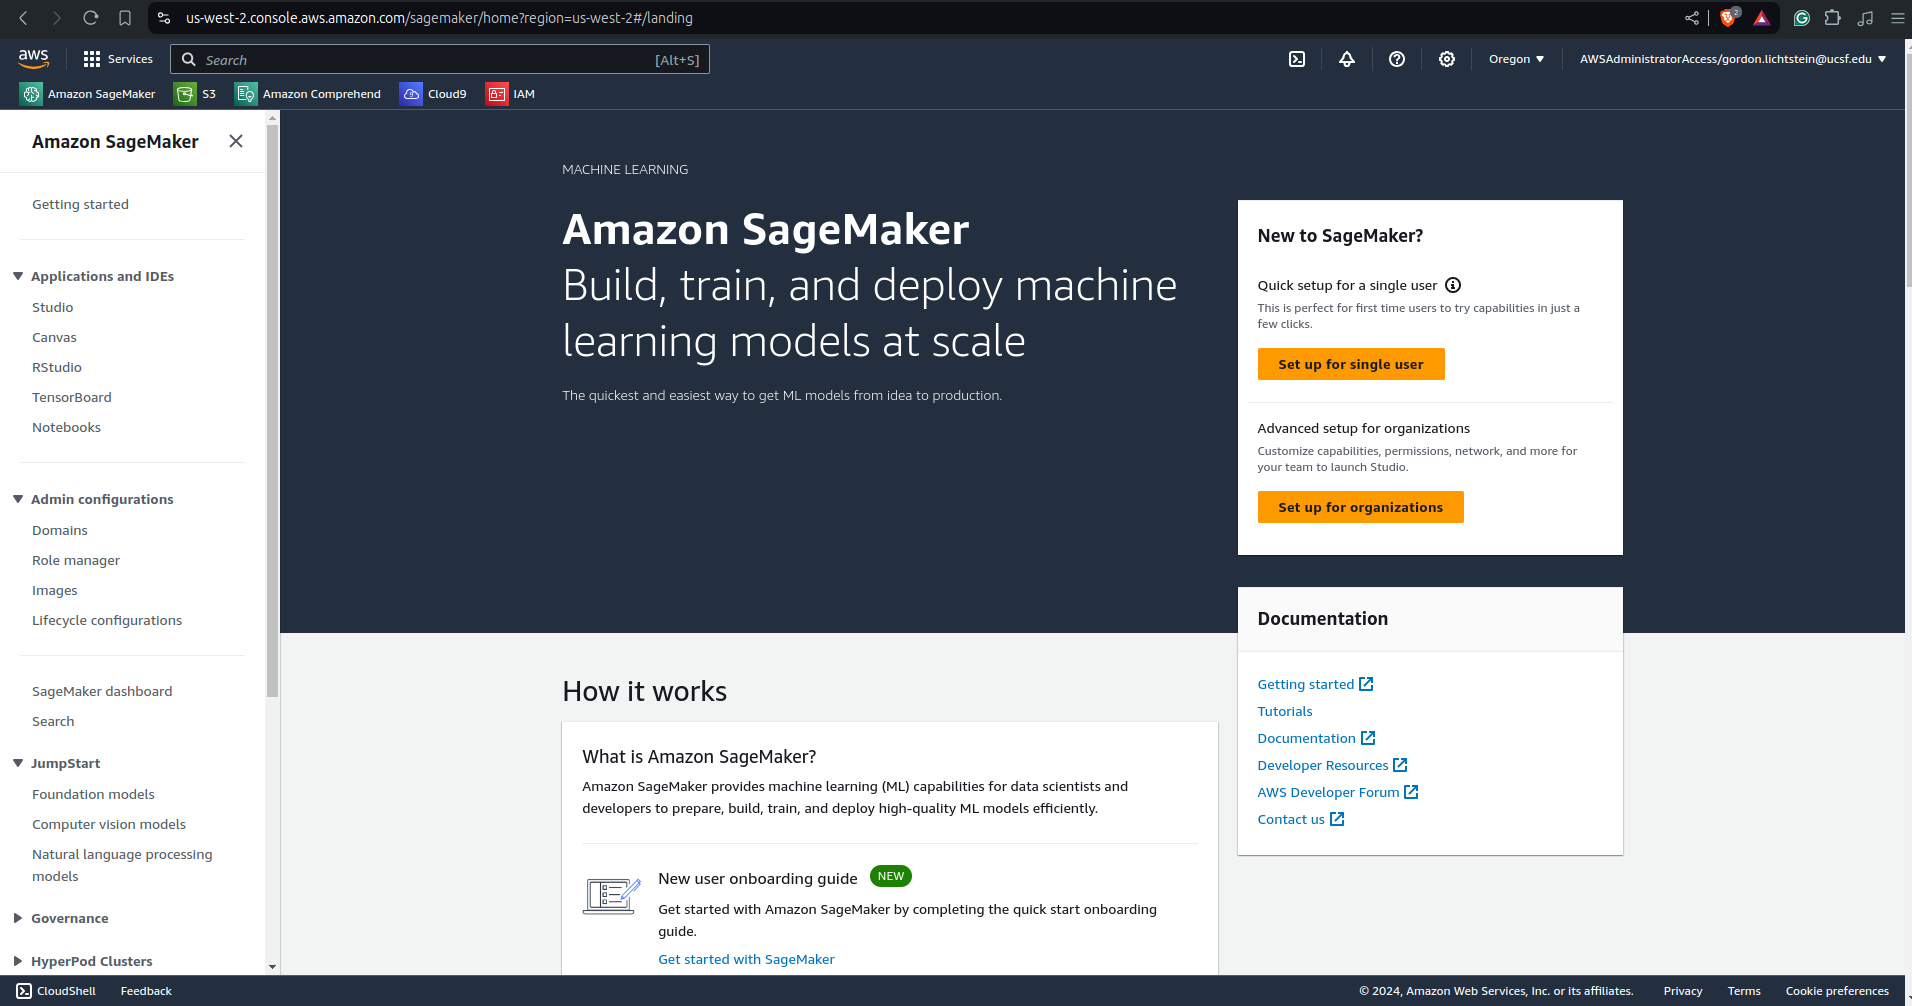 us-west-2.console.aws.amazon.com/sagemaker/home?region=us-west-2#/landing
2
aws
Services
Search
[Alt+S]
Oregon
AWSAdministratorAccess/gordon.lichtstein@ucsf.edu
Amazon SageMaker
S3
Amazon Comprehend
Cloud9
IAM
Amazon SageMaker
Getting started
Applications and IDEs
Studio
Canvas
RStudio
TensorBoard
Notebooks
Admin configurations
Domains
Role manager
Images
Lifecycle configurations
SageMaker dashboard
Search
JumpStart
Foundation models
Computer vision models
Natural language processing
models
Governance
HyperPod Clusters
MACHINE LEARNING
Amazon SageMaker
Build, train, and deploy machine
learning models at scale
The quickest and easiest way to get ML models from idea to production.
New to SageMaker?
Quick setup for a single user
This is perfect for first time users to try capabilities in just a
few clicks.
Set up for single user
Advanced setup for organizations
Customize capabilities, permissions, network, and more for
your team to launch Studio.
Set up for organizations
Documentation
Getting started
Tutorials
Documentation
Developer Resources
AWS Developer Forum
Contact us
How it works
What is Amazon SageMaker?
Amazon SageMaker provides machine learning (ML) capabilities for data scientists and
developers to prepare, build, train, and deploy high-quality ML models efficiently.
New user onboarding guide
NEW
Get started with Amazon SageMaker by completing the quick start onboarding
guide.
Get started with SageMaker
CloudShell
Feedback
© 2024, Amazon Web Services, Inc. or its affiliates.
Privacy
Terms
Cookie preferences